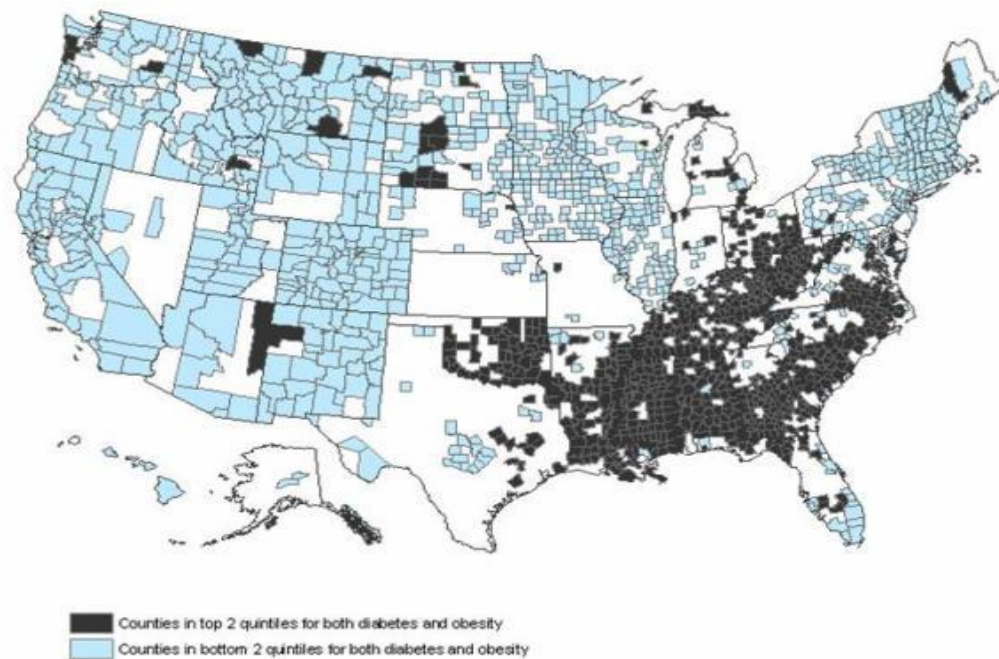 Counties in top 2 quintiles for both diabetes and obesity
Counties in bottom 2 quintiles for both diabetes and obesity